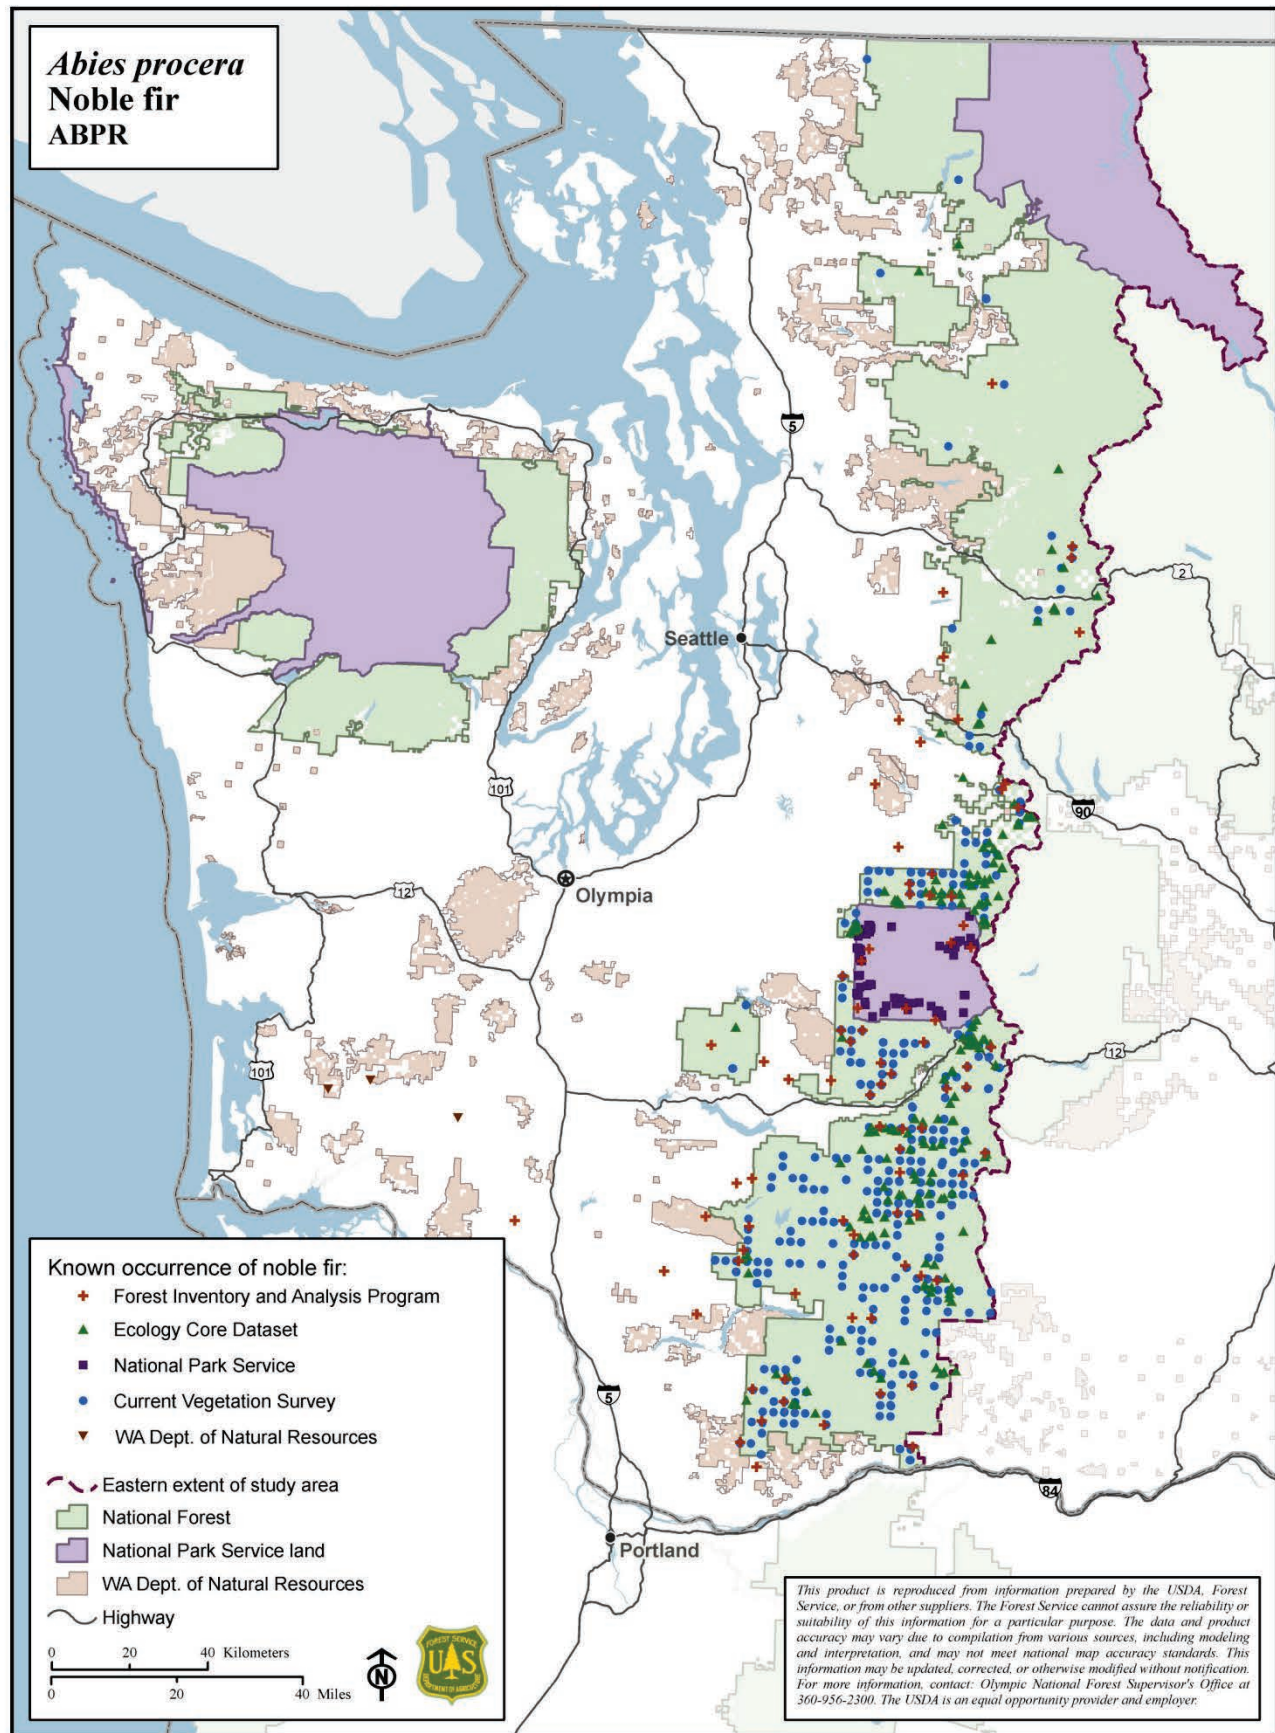 Abies procera
Noble fir
ABPR
5
2
Seattle
101
90
12
Olympia
101
12
Known occurrence of noble fir:
Forest Inventory and Analysis Program
Ecology Core Dataset
National Park Service
Current Vegetation Survey
WA Dept. of Natural Resources
Eastern extent of study area
National Forest
National Park Service land
WA Dept. of Natural Resources
Highway
0 20 40 Kilometers
0 20 40 Miles
N
FOREST SERVICE
U S
DEPARTMENT OF AGRICULTURE
5
84
Portland
This product is reproduced from information prepared by the USDA, Forest
Service, or from other suppliers. The Forest Service cannot assure the reliability or
suitability of this information for a particular purpose. The data and product
accuracy may vary due to compilation from various sources, including modeling
and interpretation, and may not meet national map accuracy standards. This
information may be updated, corrected, or otherwise modified without notification.
For more information, contact: Olympic National Forest Supervisor's Office at
360-956-2300. The USDA is an equal opportunity provider and employer.